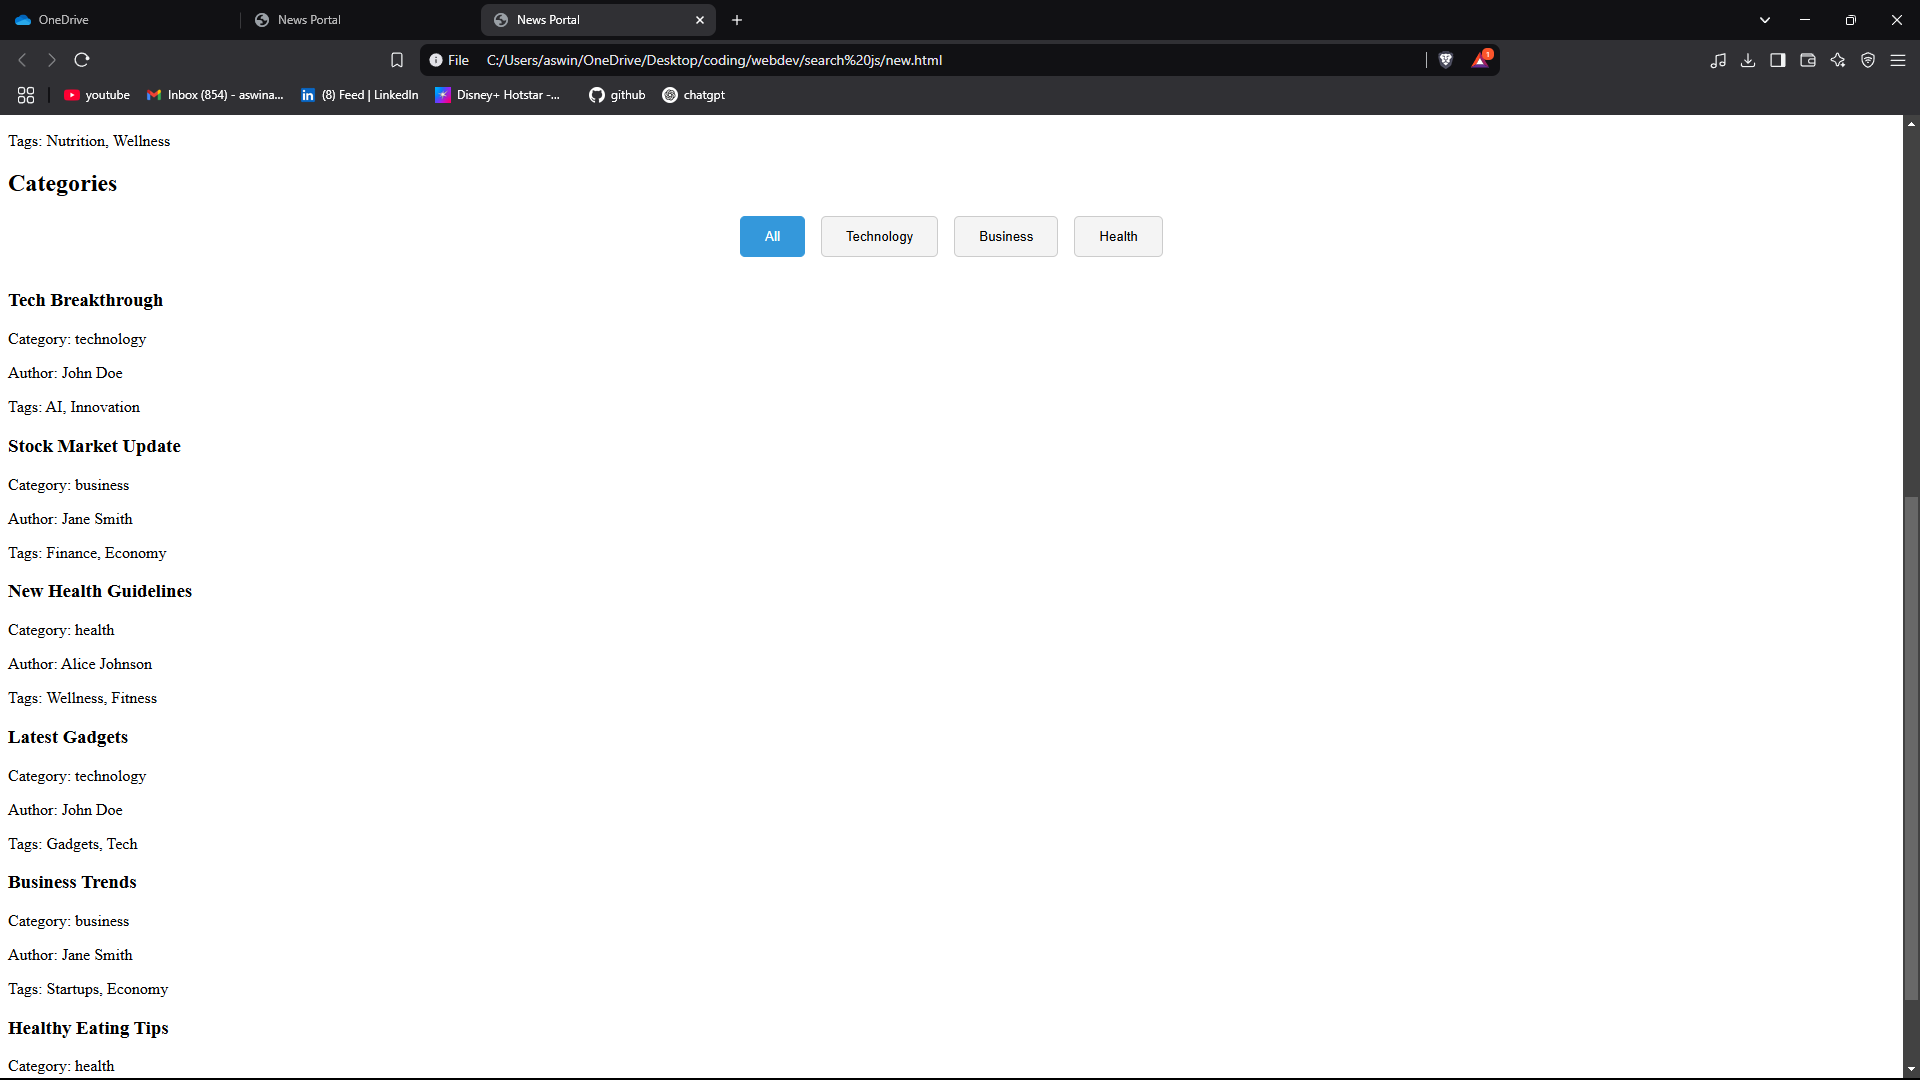 OneDrive
News Portal
News Portal
File C:/Users/aswin/OneDrive/Desktop/coding/webdev/search%20js/new.html
1
youtube
Inbox (854) - aswina...
in (8) Feed | LinkedIn
Disney+ Hotstar -...
github
chatgpt
Tags: Nutrition, Wellness
Categories
All
Technology
Business
Health
Tech Breakthrough
Category: technology
Author: John Doe
Tags: AI, Innovation
Stock Market Update
Category: business
Author: Jane Smith
Tags: Finance, Economy
New Health Guidelines
Category: health
Author: Alice Johnson
Tags: Wellness, Fitness
Latest Gadgets
Category: technology
Author: John Doe
Tags: Gadgets, Tech
Business Trends
Category: business
Author: Jane Smith
Tags: Startups, Economy
Healthy Eating Tips
Category: health